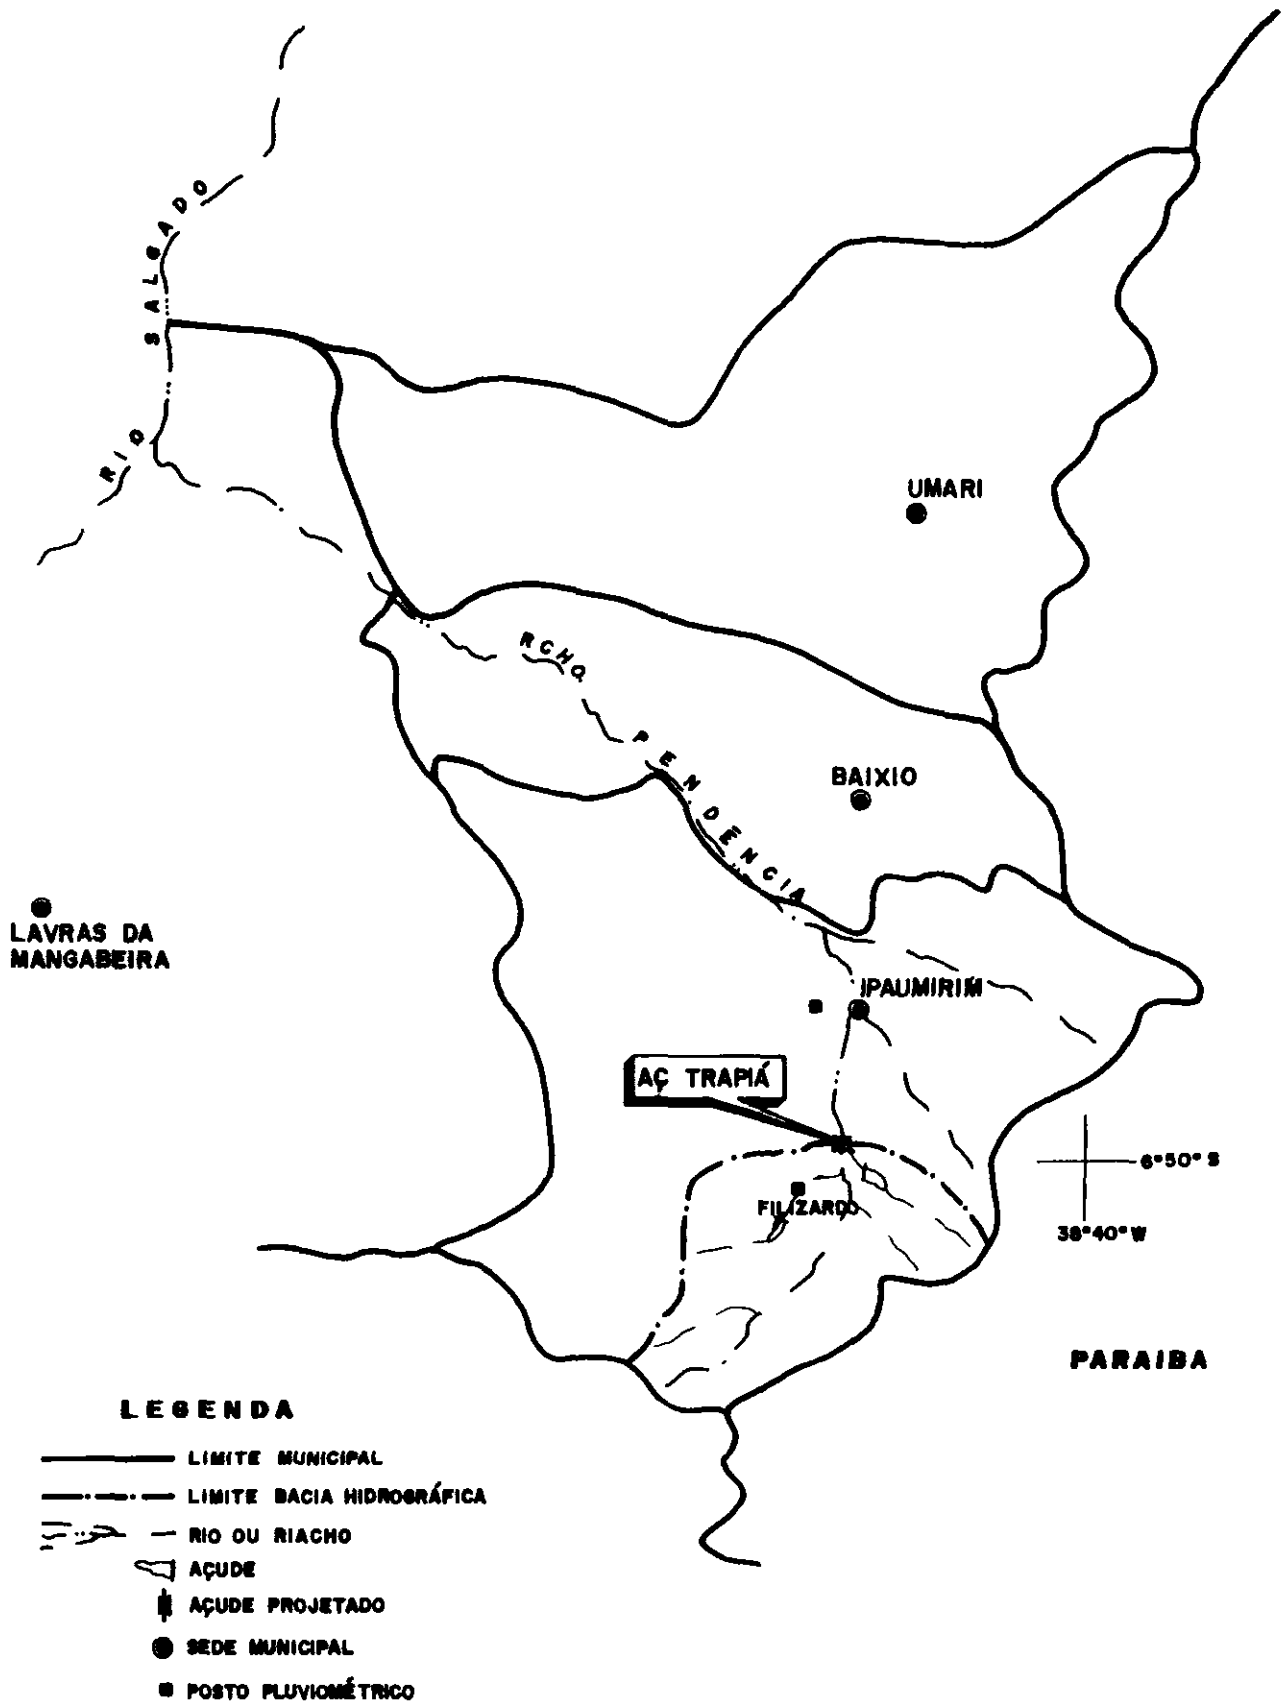 RIO SALGADO
UMARI
RCHO
PENDÊNCIA
BAIXIO
LAVRAS DA
MANGABEIRA
IPAUMIRIM
AÇ TRAPIÁ
6°50° S
FILIZARDO
38°40° W
PARAIBA
LEGENDA
LIMITE MUNICIPAL
LIMITE BACIA HIDROGRÁFICA
RIO OU RIACHO
AÇUDE
AÇUDE PROJETADO
SEDE MUNICIPAL
POSTO PLUVIOMÉTRICO